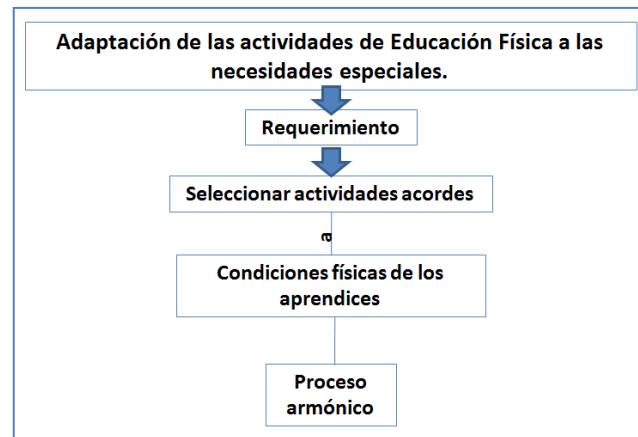 Adaptación de las actividades de Educación Física a las
necesidades especiales.
Requerimiento
Seleccionar actividades acordes
a
Condiciones físicas de los
aprendices
Proceso
armónico